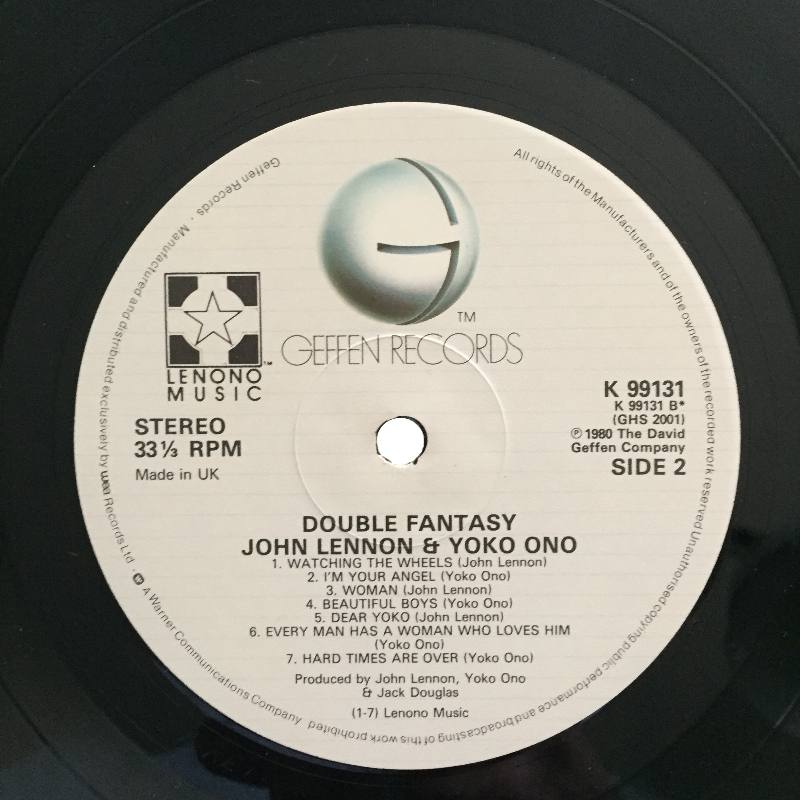 Geffen Records · Manufactured and distributed exclusively by wea Records Ltd · A Warner Communications Company
All rights of the Manufacturers and of the owners of the recorded work reserved Unauthorised copying public performance and broadcasting of this work prohibited
TM
GEFFEN RECORDS
LENONO ™
MUSIC
STEREO
33⅓ RPM
Made in UK
K 99131
K 99131 B*
(GHS 2001)
℗ 1980 The David
Geffen Company
SIDE 2
DOUBLE FANTASY
JOHN LENNON & YOKO ONO
1. WATCHING THE WHEELS (John Lennon)
2. I'M YOUR ANGEL (Yoko Ono)
3. WOMAN (John Lennon)
4. BEAUTIFUL BOYS (Yoko Ono)
5. DEAR YOKO (John Lennon)
6. EVERY MAN HAS A WOMAN WHO LOVES HIM
(Yoko Ono)
7. HARD TIMES ARE OVER (Yoko Ono)
Produced by John Lennon, Yoko Ono
& Jack Douglas
(1-7) Lenono Music